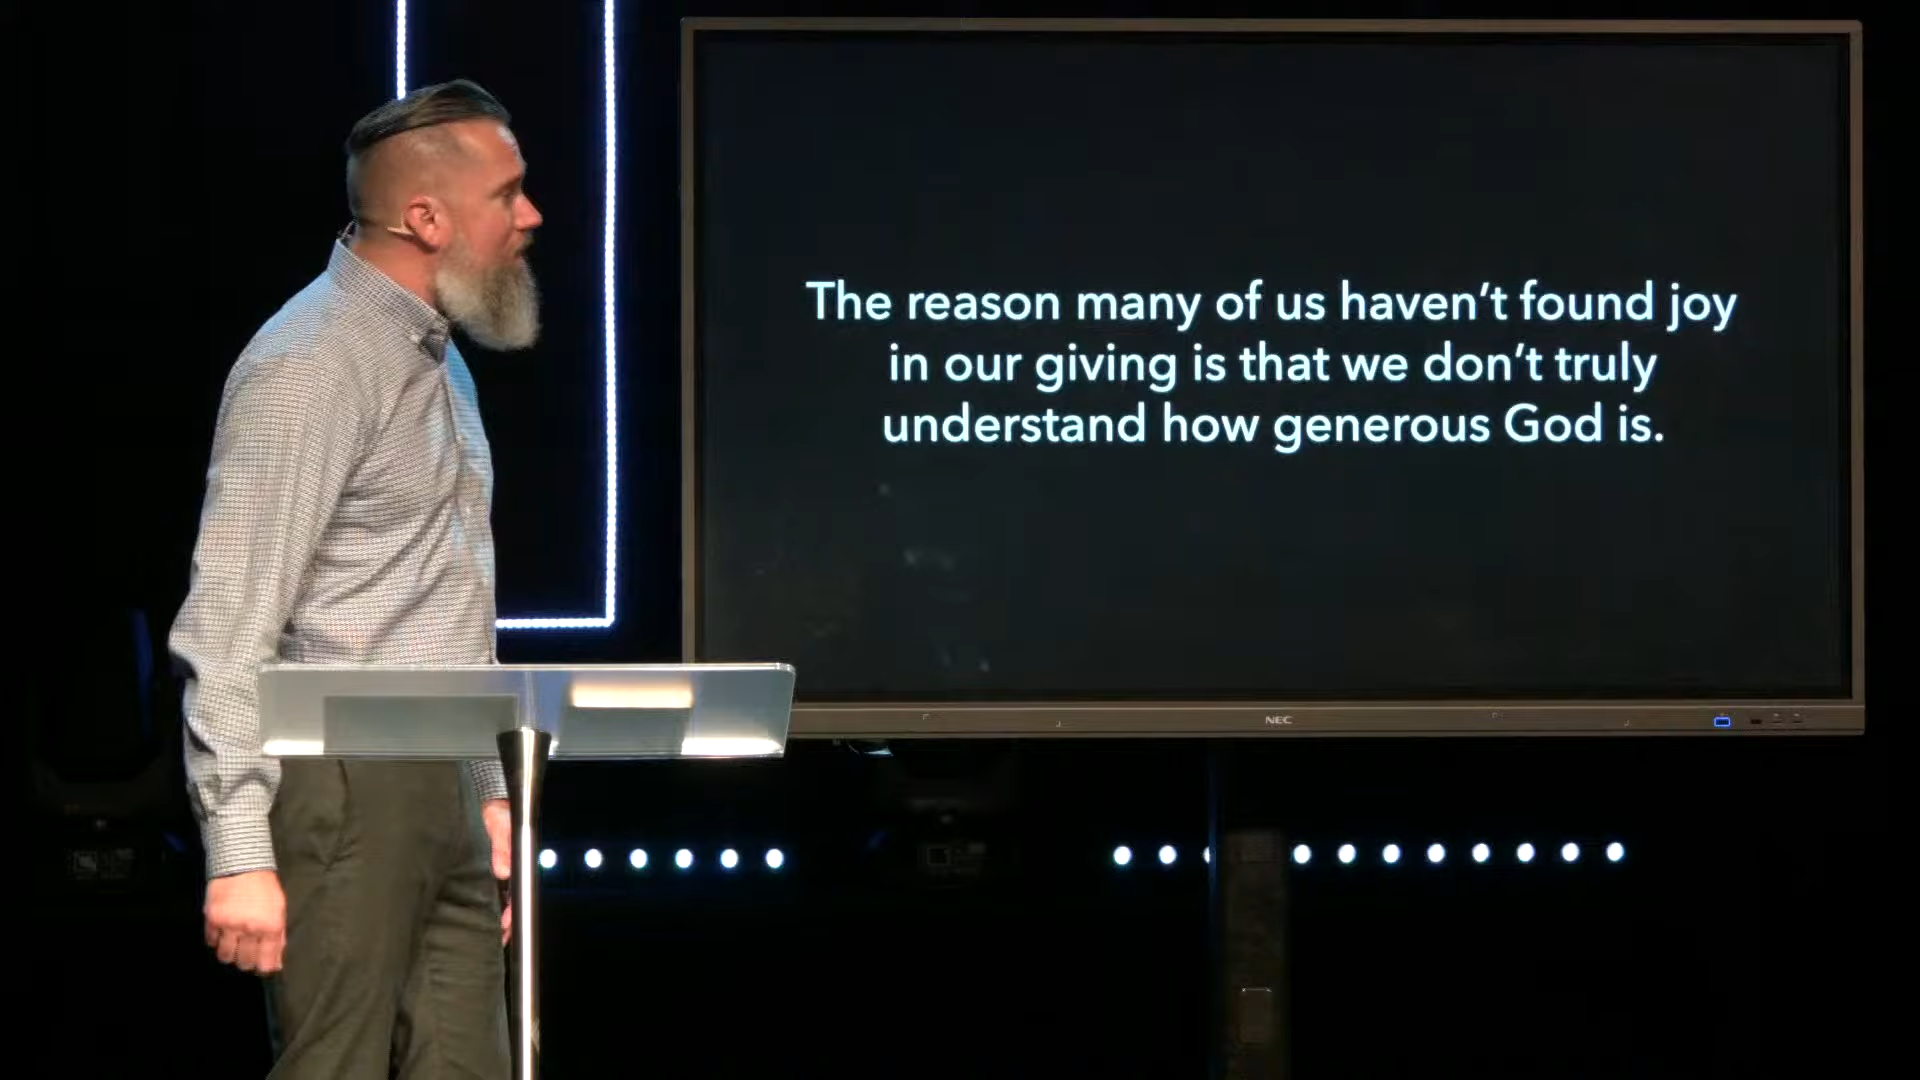 The reason many of us haven’t found joy
in our giving is that we don’t truly
understand how generous God is.
NEC